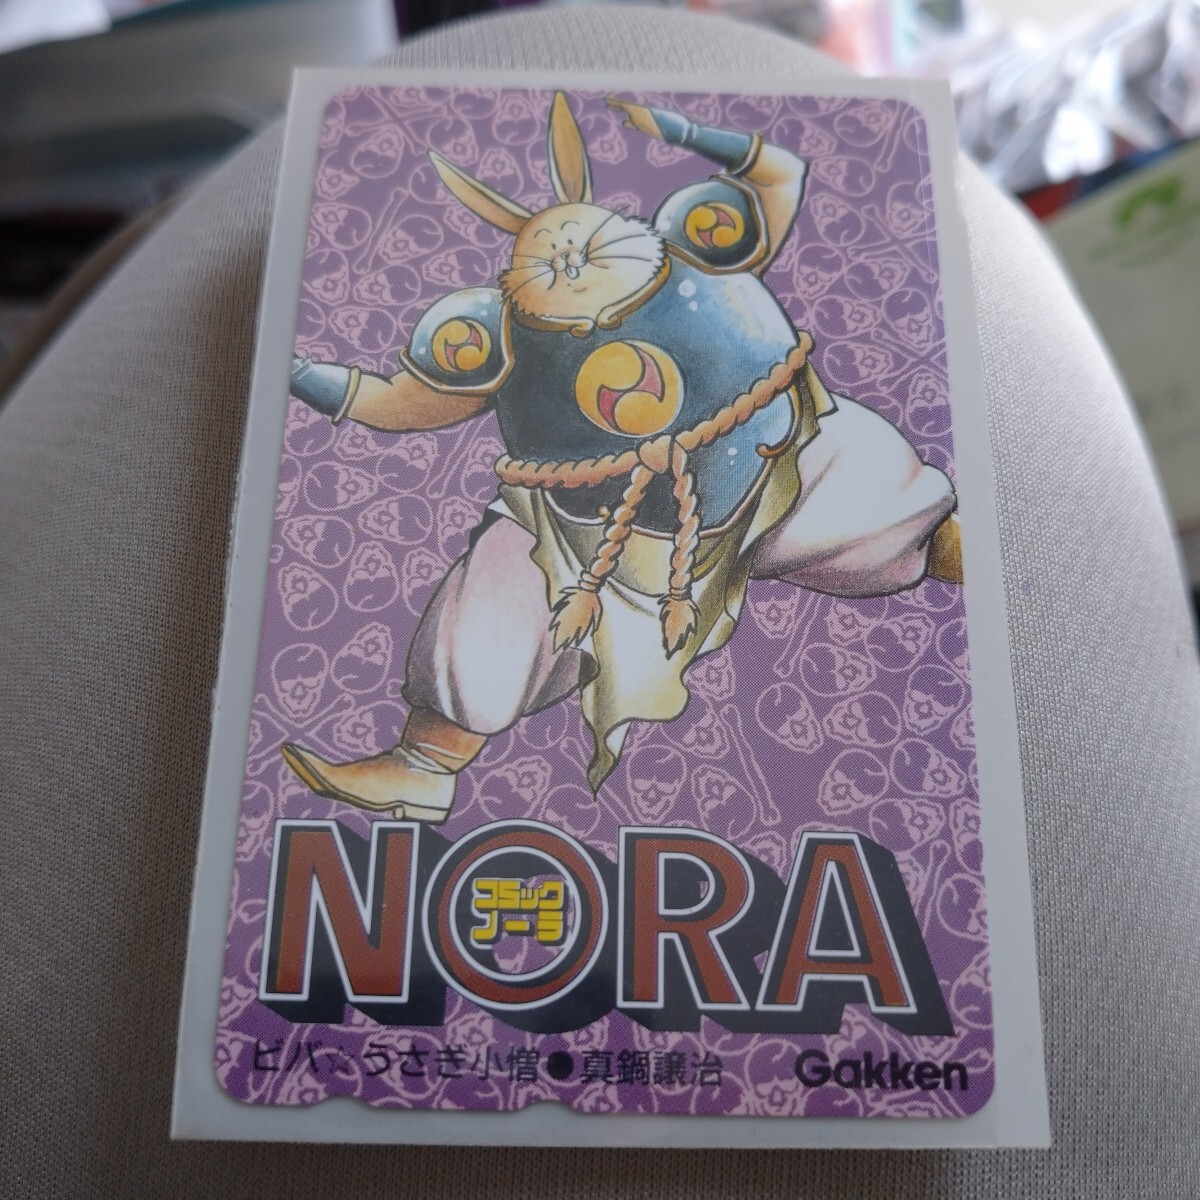 NORA
コミック
ノーラ
ビバ☆うさぎ小僧●真鍋譲治
Gakken